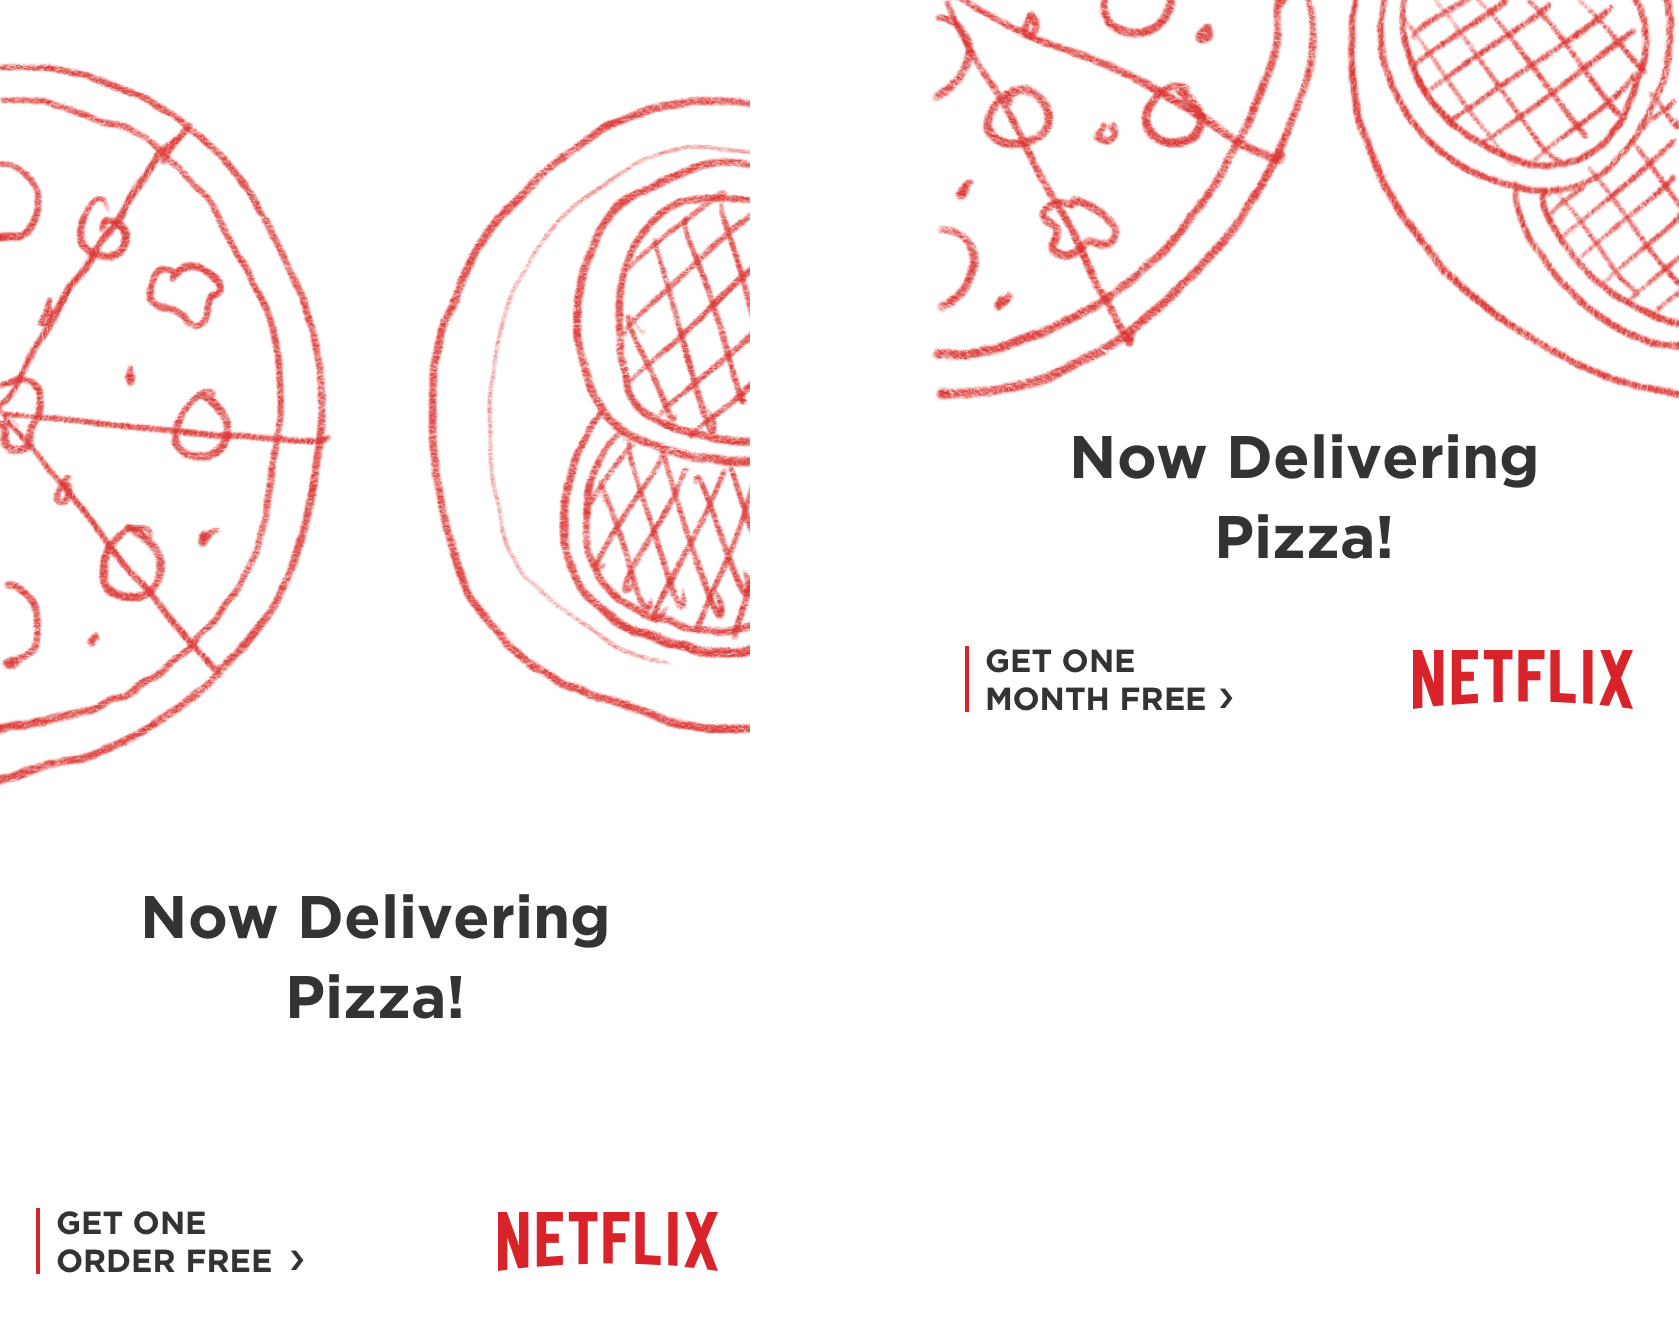 Now Delivering
Pizza!
GET ONE
ORDER FREE ›
NETFLIX
Now Delivering
Pizza!
GET ONE
MONTH FREE ›
NETFLIX